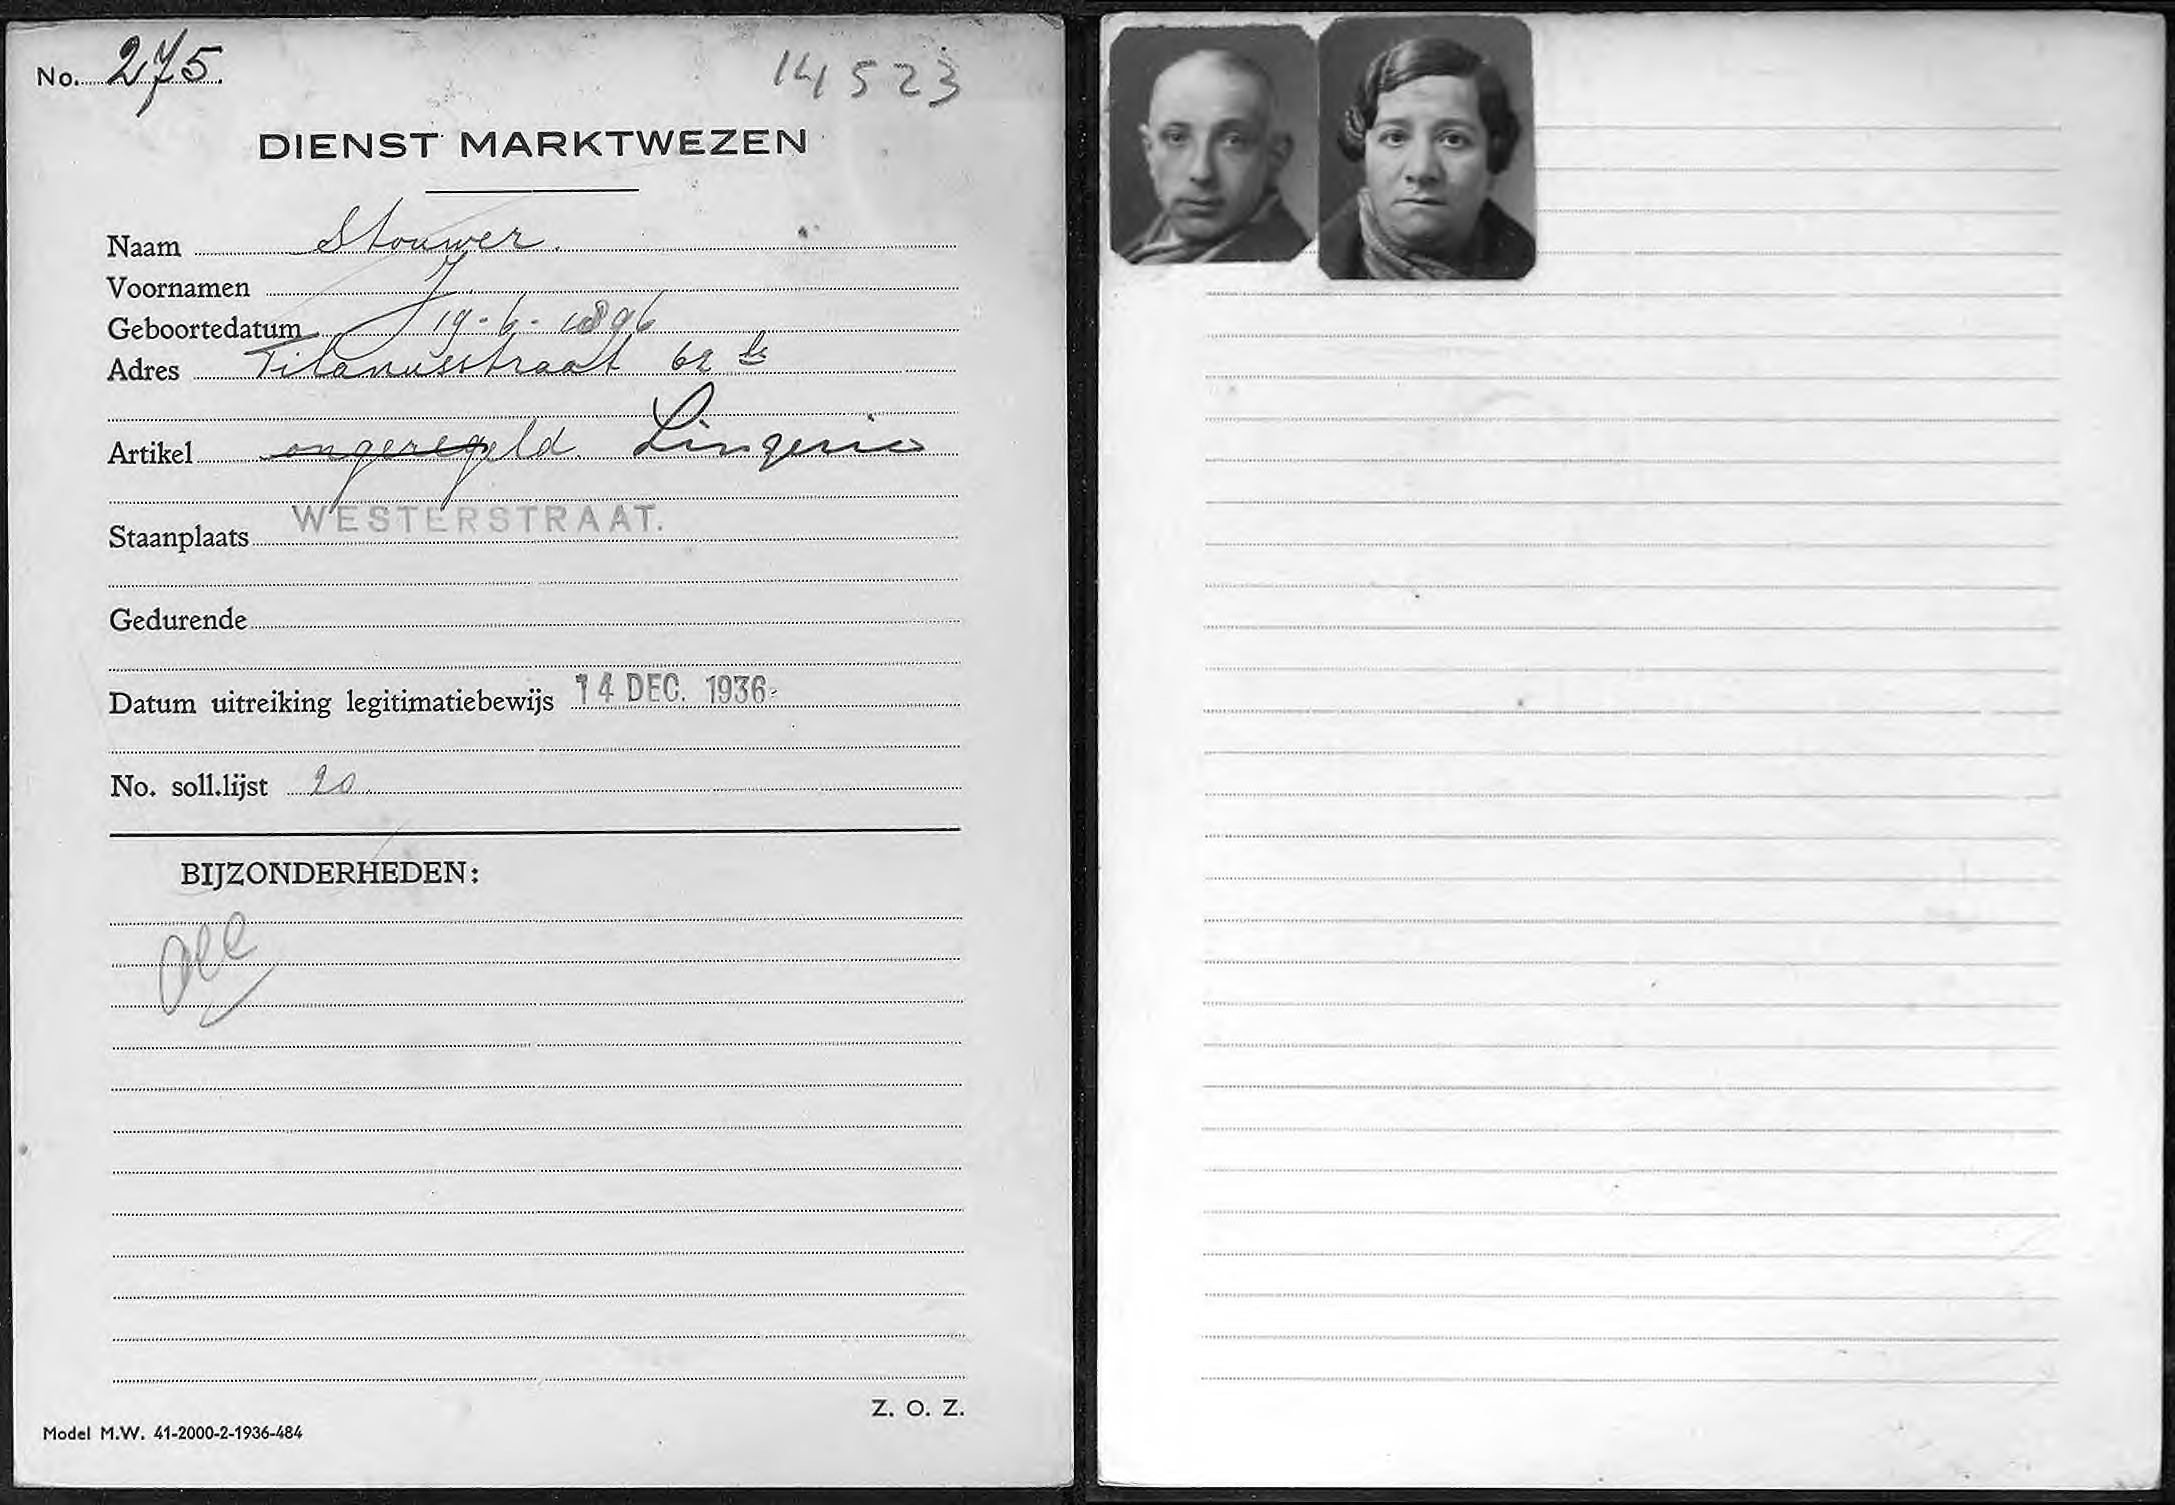 No. 275.
14523
DIENST MARKTWEZEN
Naam Stouwer.
Voornamen J.
Geboortedatum 19-6-1896
Adres Tilanusstraat 62
Artikel ongeregeld. Lingerie
Staanplaats WESTERSTRAAT.
Gedurende
Datum uitreiking legitimatiebewijs 14 DEC. 1936
No. soll.lijst 20
BIJZONDERHEDEN:
Z. O. Z.
Model M.W. 41-2000-2-1936-484